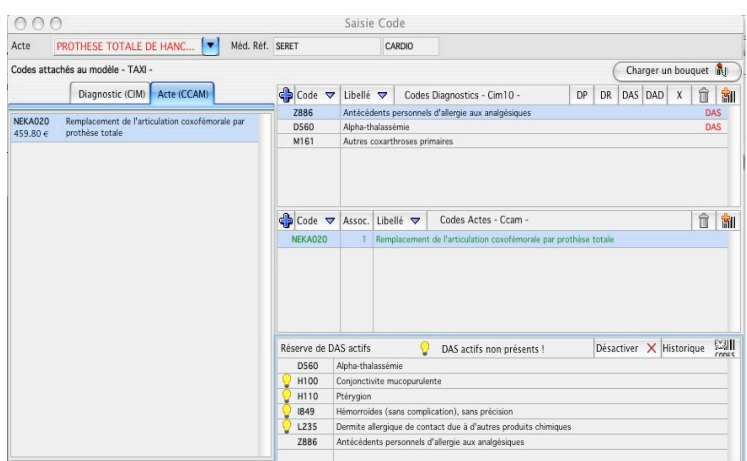 Saisie Code
Acte PROTHESE TOTALE DE HANC... Méd. Réf. SERET CARDIO
Codes attachés au modèle - TAXI - Charger un bouquet
Diagnostic (CIM) Acte (CCAM)
NEKA020 Remplacement de l'articulation coxofémorale par
459.80 € prothèse totale
Code Libellé Codes Diagnostics - Cim10 - DP DR DAS DAD X
Z886 Antécédents personnels d'allergie aux analgésiques DAS
D560 Alpha-thalassémie DAS
M161 Autres coxarthroses primaires
Code Assoc. Libellé Codes Actes - Ccam -
NEKA020 1 Remplacement de l'articulation coxofémorale par prothèse totale
Réserve de DAS actifs DAS actifs non présents ! Désactiver Historique
D560 Alpha-thalassémie
H100 Conjonctivite mucopurulente
H110 Ptérygion
I849 Hémorroïdes (sans complication), sans précision
L235 Dermite allergique de contact due à d'autres produits chimiques
Z886 Antécédents personnels d'allergie aux analgésiques